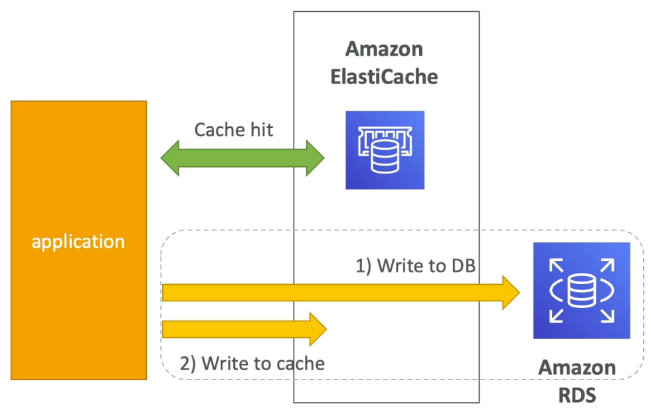 Amazon
ElastiCache
Cache hit
application
1) Write to DB
2) Write to cache
Amazon
RDS